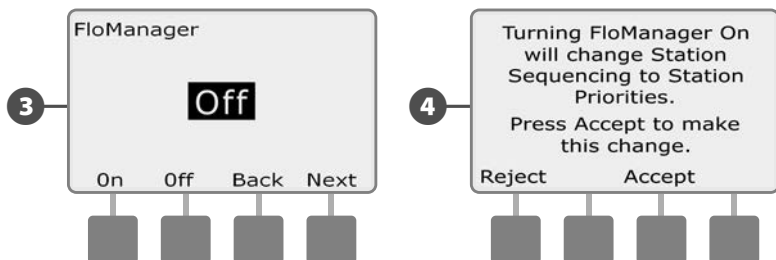 FloManager
3
Off
On Off Back Next
4
Turning FloManager On
will change Station
Sequencing to Station
Priorities.
Press Accept to make
this change.
Reject Accept